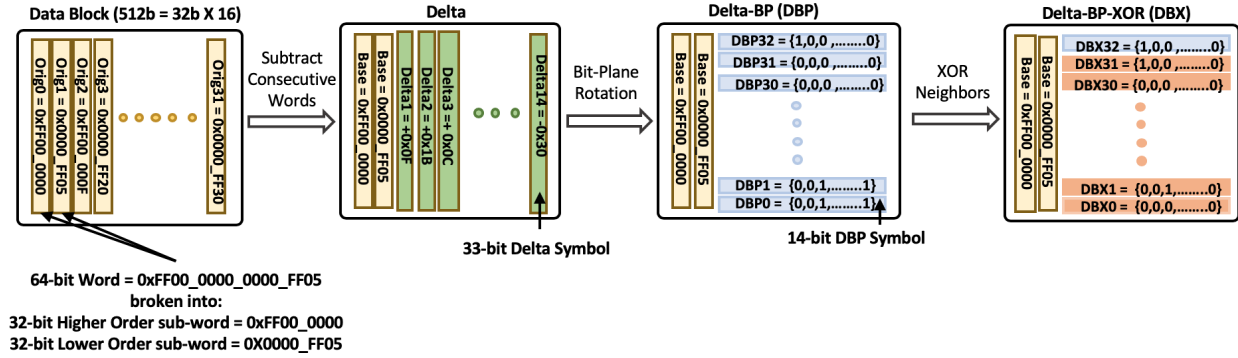 Data Block (512b = 32b X 16)
Orig0 = 0xFF00_0000
Orig1 = 0x0000_FF05
Orig2 = 0xFF00_000F
Orig3 = 0x0000_FF20
Orig31 = 0x0000_FF30
Subtract
Consecutive
Words
Delta
Base = 0xFF00_0000
Base = 0x0000_FF05
Delta1 = +0x0F
Delta2 = +0x1B
Delta3 =+ 0x0C
Delta14 = -0x30
33-bit Delta Symbol
Bit-Plane
Rotation
Delta-BP (DBP)
Base = 0xFF00_0000
Base = 0x0000_FF05
DBP32 = {1,0,0 ,........0}
DBP31 = {0,0,0 ,........0}
DBP30 = {0,0,0 ,........0}
DBP1 = {0,0,1,........1}
DBP0 = {0,0,1,........1}
14-bit DBP Symbol
XOR
Neighbors
Delta-BP-XOR (DBX)
Base = 0xFF00_0000
Base = 0x0000_FF05
DBX32 = {1,0,0 ,........0}
DBX31 = {1,0,0 ,........0}
DBX30 = {0,0,0 ,........0}
DBX1 = {0,0,1,........0}
DBX0 = {0,0,0,........0}
64-bit Word = 0xFF00_0000_0000_FF05
broken into:
32-bit Higher Order sub-word = 0xFF00_0000
32-bit Lower Order sub-word = 0X0000_FF05